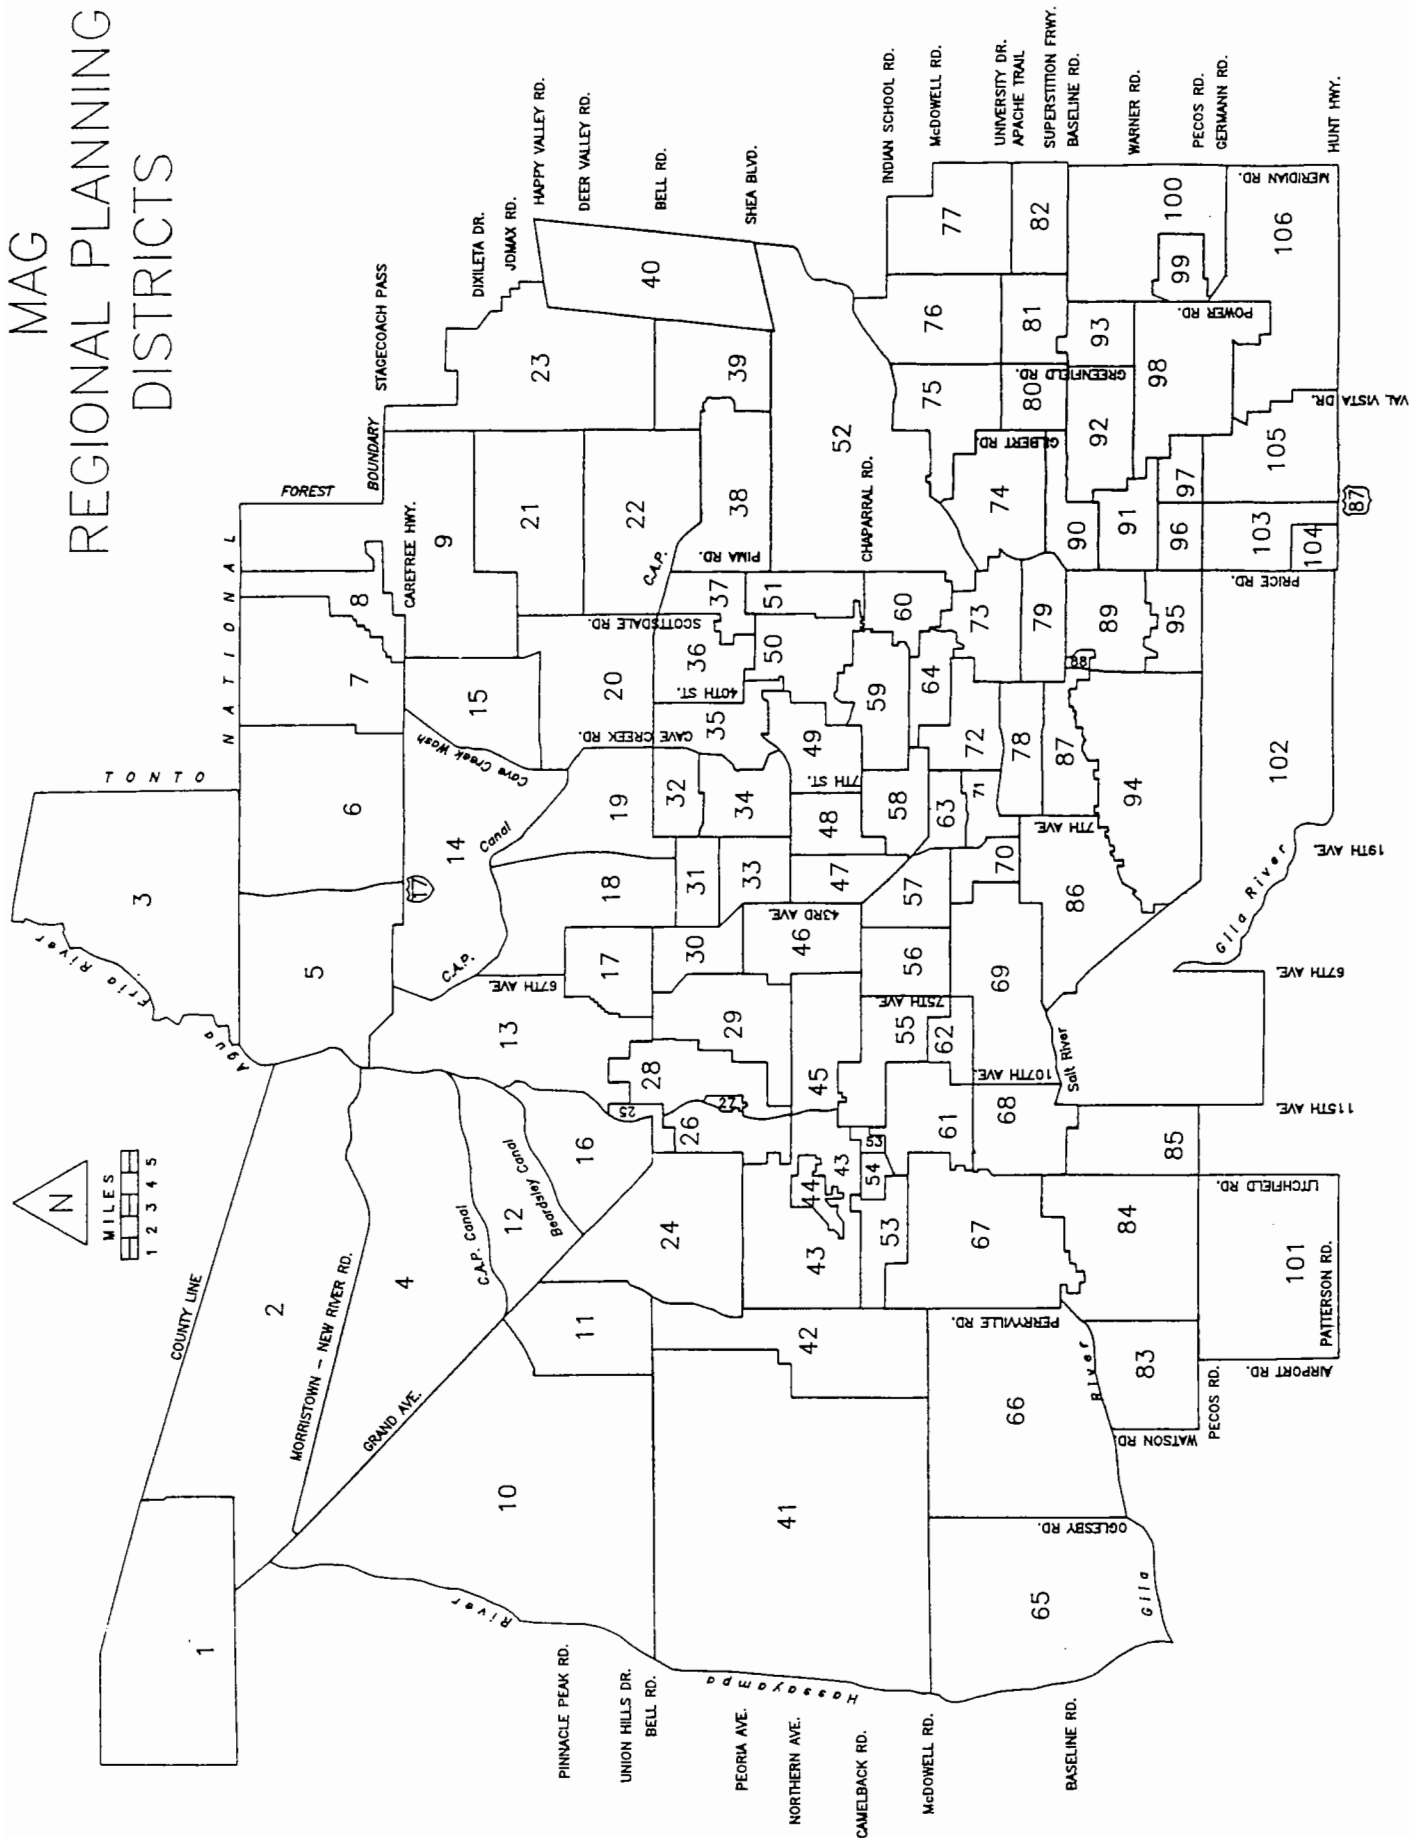 MAG
REGIONAL PLANNING
DISTRICTS
N
MILES
1 2 3 4 5
COUNTY LINE
MORRISTOWN – NEW RIVER RD.
GRAND AVE.
C.A.P. Canal
Beardsley Canal
Agua Fria River
TONTO
NATIONAL
FOREST
BOUNDARY
STAGECOACH PASS
CAREFREE HWY.
DIXILETA DR.
JOMAX RD.
HAPPY VALLEY RD.
DEER VALLEY RD.
BELL RD.
SHEA BLVD.
INDIAN SCHOOL RD.
McDOWELL RD.
UNIVERSITY DR.
APACHE TRAIL
SUPERSTITION FRWY.
BASELINE RD.
WARNER RD.
PECOS RD.
GERMANN RD.
HUNT HWY.
PINNACLE PEAK RD.
UNION HILLS DR.
BELL RD.
PEORIA AVE.
NORTHERN AVE.
CAMELBACK RD.
McDOWELL RD.
BASELINE RD.
Hassayampa
River
Gila
River
OGLESBY RD.
WATSON RD.
PECOS RD.
AIRPORT RD.
PATTERSON RD.
LITCHFIELD RD.
PERRYVILLE RD.
115TH AVE.
107TH AVE.
Salt River
67TH AVE.
Gila River
19TH AVE.
75TH AVE.
67TH AVE.
43RD AVE.
7TH AVE.
7TH ST.
CAVE CREEK RD.
40TH ST.
SCOTTSDALE RD.
PIMA RD.
C.A.P.
CHAPARRAL RD.
PRICE RD.
87
VAL VISTA DR.
GILBERT RD.
GREENFIELD RD.
POWER RD.
MERIDIAN RD.
C.A.P.
Canal
Cave Creek Wash
17
1
2
3
4
5
6
7
8
9
10
11
12
13
14
15
16
17
18
19
20
21
22
23
24
25
26
27
28
29
30
31
32
33
34
35
36
37
38
39
40
41
42
43
43
44
45
46
47
48
49
50
51
52
53
53
54
55
56
57
58
59
60
61
62
63
64
65
66
67
68
69
70
71
72
73
74
75
76
77
78
79
80
81
82
83
84
85
86
87
88
89
90
91
92
93
94
95
96
97
98
99
100
101
102
103
104
105
106